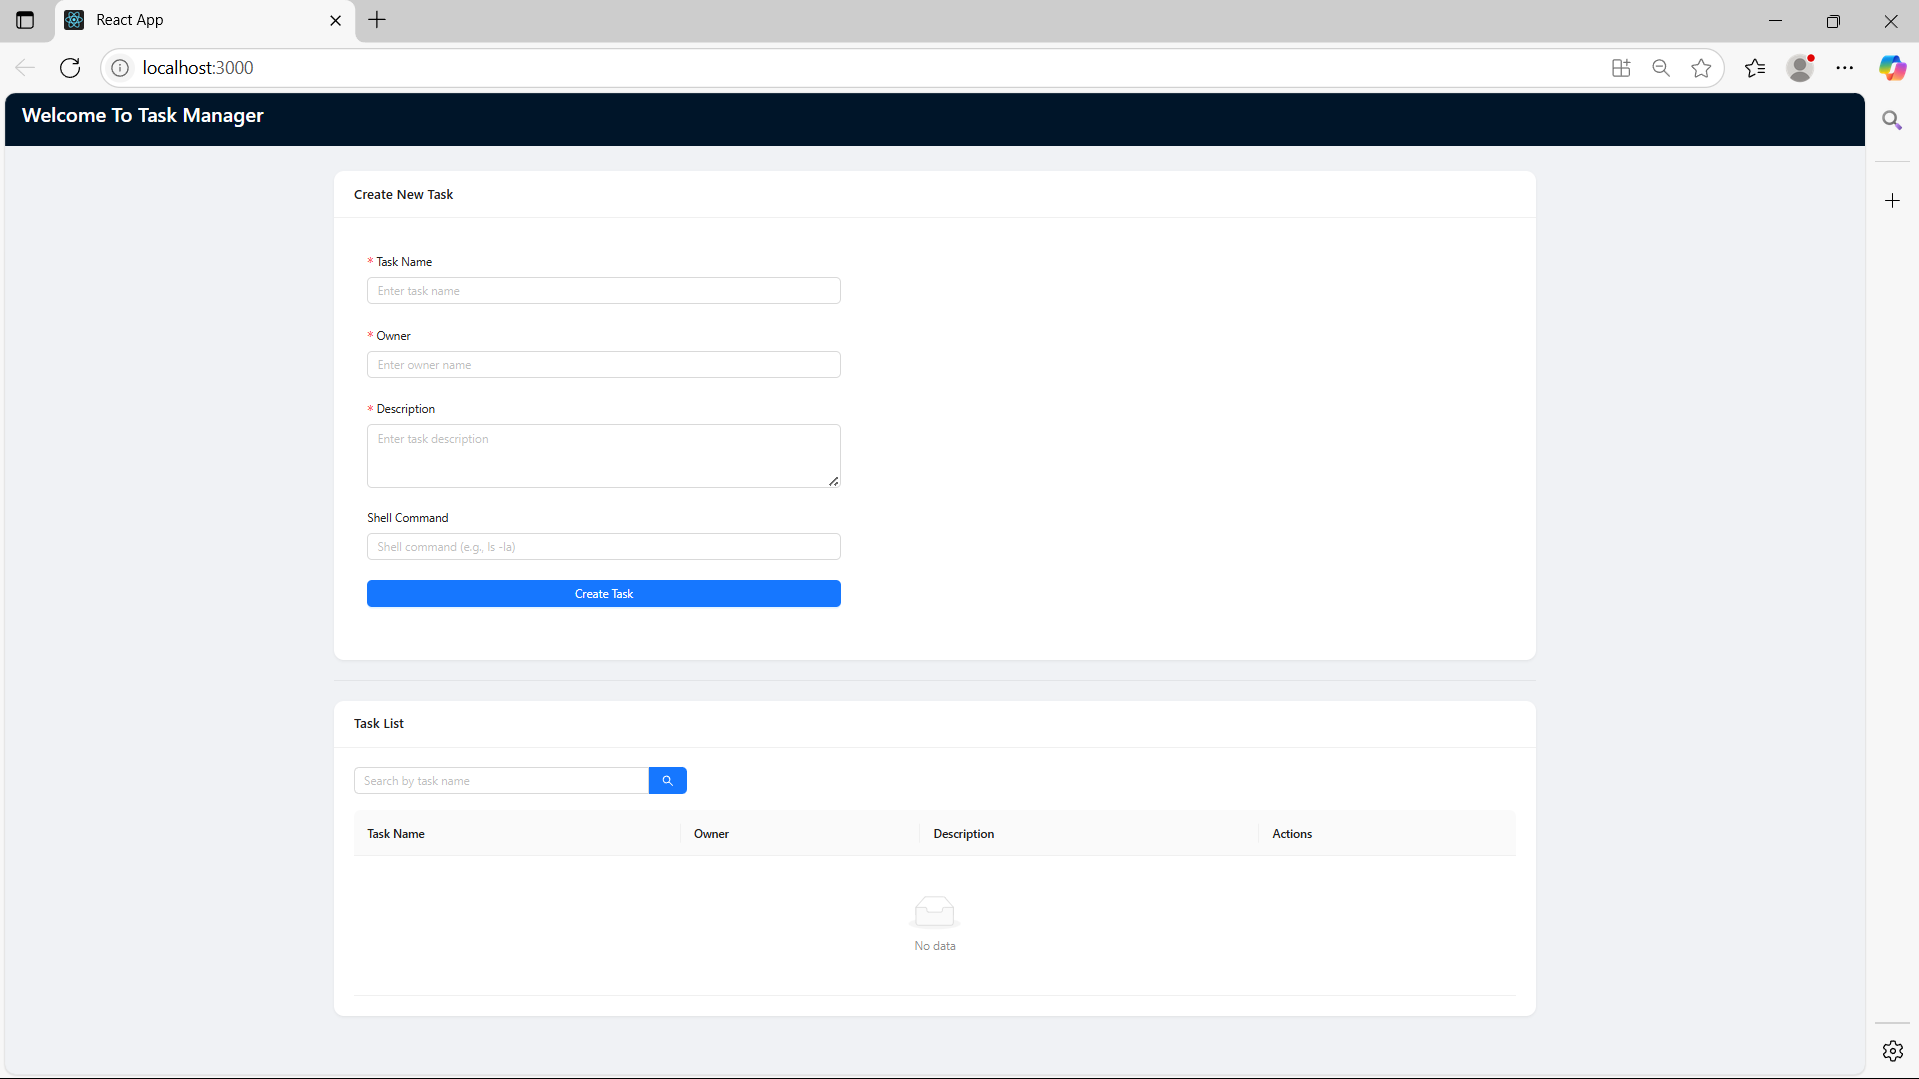 React App
localhost:3000
Welcome To Task Manager
Create New Task
* Task Name
Enter task name
* Owner
Enter owner name
* Description
Enter task description
Shell Command
Shell command (e.g., ls -la)
Create Task
Task List
Search by task name
Task Name Owner Description Actions
No data